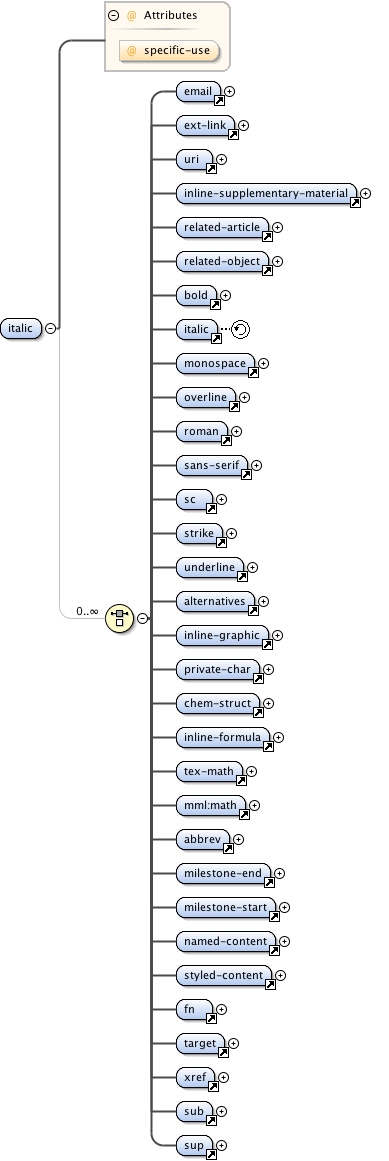 Attributes
@ specific-use
email
ext-link
uri
inline-supplementary-material
related-article
related-object
bold
italic
italic
monospace
overline
roman
sans-serif
sc
strike
underline
alternatives
0..∞
inline-graphic
private-char
chem-struct
inline-formula
tex-math
mml:math
abbrev
milestone-end
milestone-start
named-content
styled-content
fn
target
xref
sub
sup